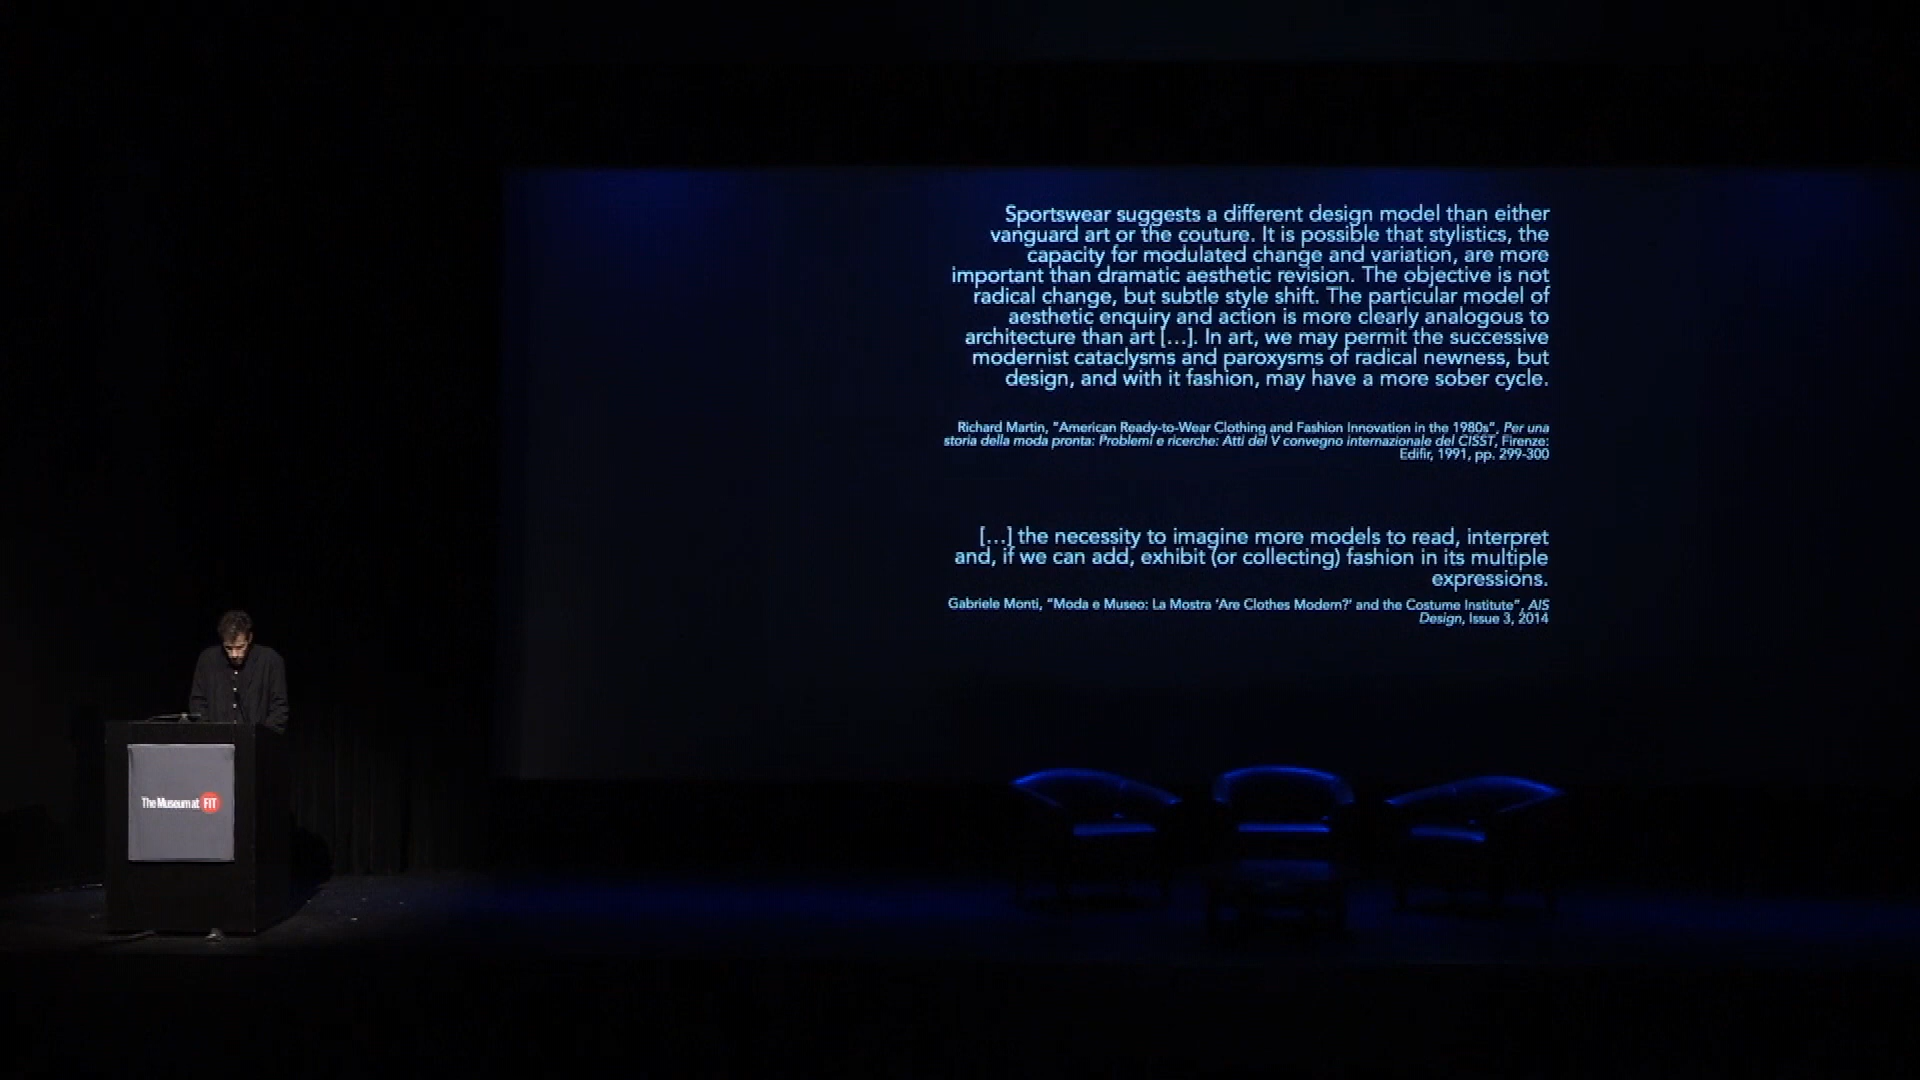 Sportswear suggests a different design model than either
vanguard art or the couture. It is possible that stylistics, the
capacity for modulated change and variation, are more
important than dramatic aesthetic revision. The objective is not
radical change, but subtle style shift. The particular model of
aesthetic enquiry and action is more clearly analogous to
architecture than art [...]. In art, we may permit the successive
modernist cataclysms and paroxysms of radical newness, but
design, and with it fashion, may have a more sober cycle.
Richard Martin, "American Ready-to-Wear Clothing and Fashion Innovation in the 1980s", Per una
storia della moda pronta: Problemi e ricerche: Atti del V convegno internazionale del CISST, Firenze:
Edifir, 1991, pp. 299-300
[...] the necessity to imagine more models to read, interpret
and, if we can add, exhibit (or collecting) fashion in its multiple
expressions.
Gabriele Monti, "Moda e Museo: La Mostra 'Are Clothes Modern?' and the Costume Institute", AIS
Design, Issue 3, 2014
The Museum at FIT